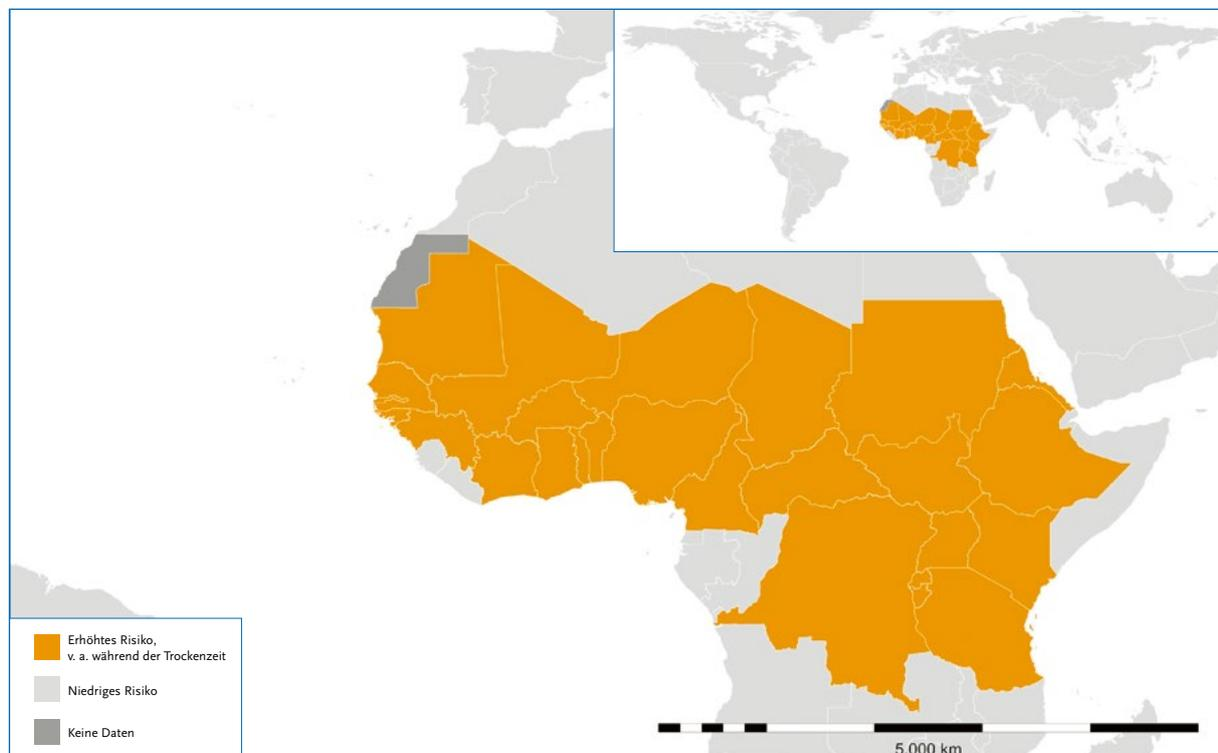 Erhöhtes Risiko,
v. a. während der Trockenzeit
Niedriges Risiko
Keine Daten
5.000 km